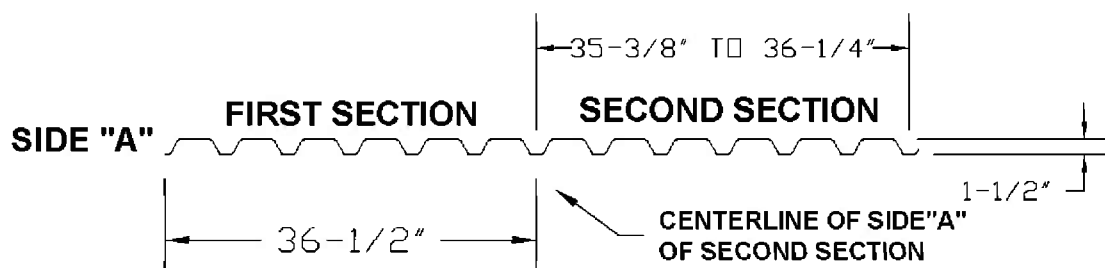 35-3/8" TO 36-1/4"
FIRST SECTION
SECOND SECTION
SIDE "A"
1-1/2"
36-1/2"
CENTERLINE OF SIDE"A"
OF SECOND SECTION